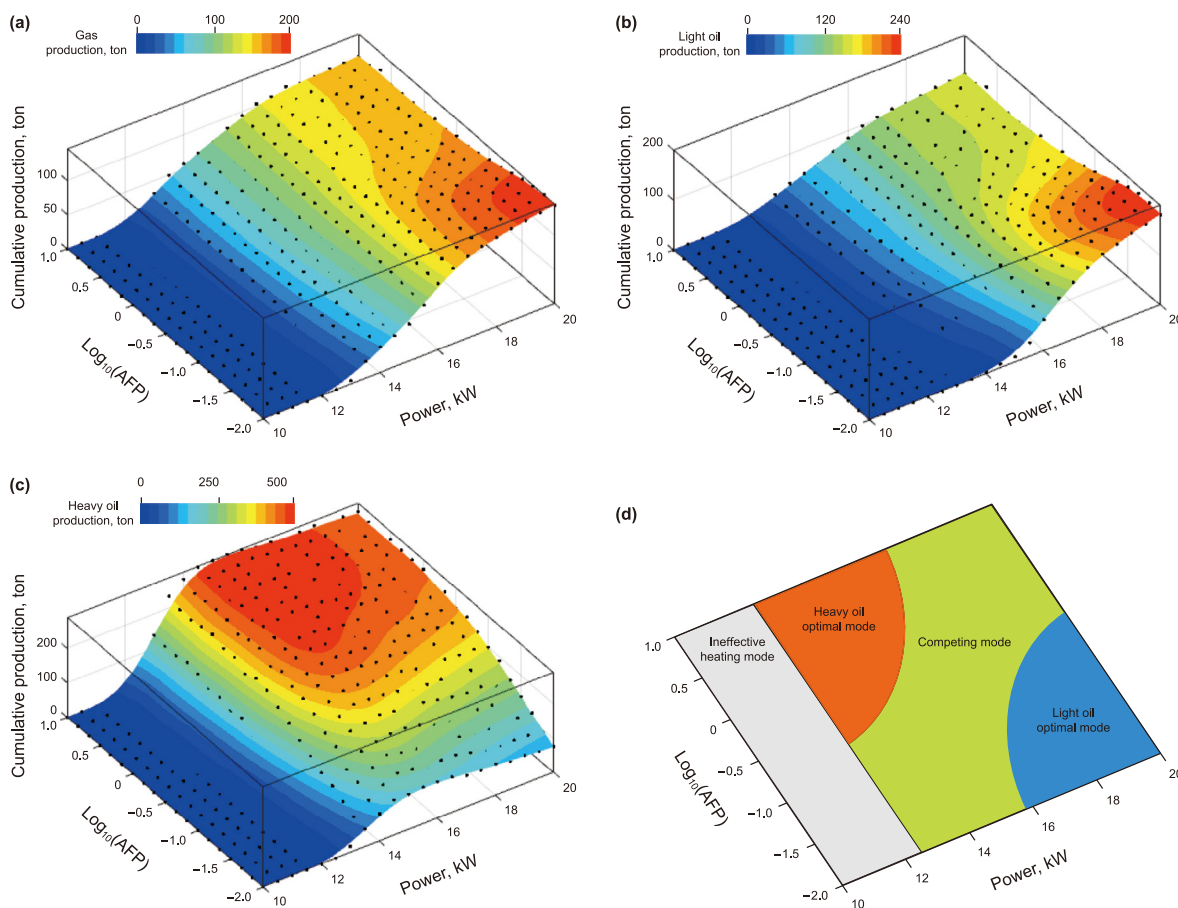 (a)
Gas
production, ton
0 100 200
Cumulative production, ton
100
50
0
1.0
0.5
0
−0.5
−1.0
−1.5
−2.0
Log₁₀(AFP)
10
12
14
16
18
20
Power, kW
(b)
Light oil
production, ton
0 120 240
Cumulative production, ton
200
100
0
1.0
0.5
0
−0.5
−1.0
−1.5
−2.0
Log₁₀(AFP)
10
12
14
16
18
20
Power, kW
(c)
Heavy oil
production, ton
0 250 500
Cumulative production, ton
200
100
0
1.0
0.5
0
−0.5
−1.0
−1.5
−2.0
Log₁₀(AFP)
10
12
14
16
18
20
Power, kW
(d)
Heavy oil
optimal mode
Ineffective
heating mode
Competing mode
Light oil
optimal mode
1.0
0.5
0
−0.5
−1.0
−1.5
−2.0
Log₁₀(AFP)
10
12
14
16
18
20
Power, kW